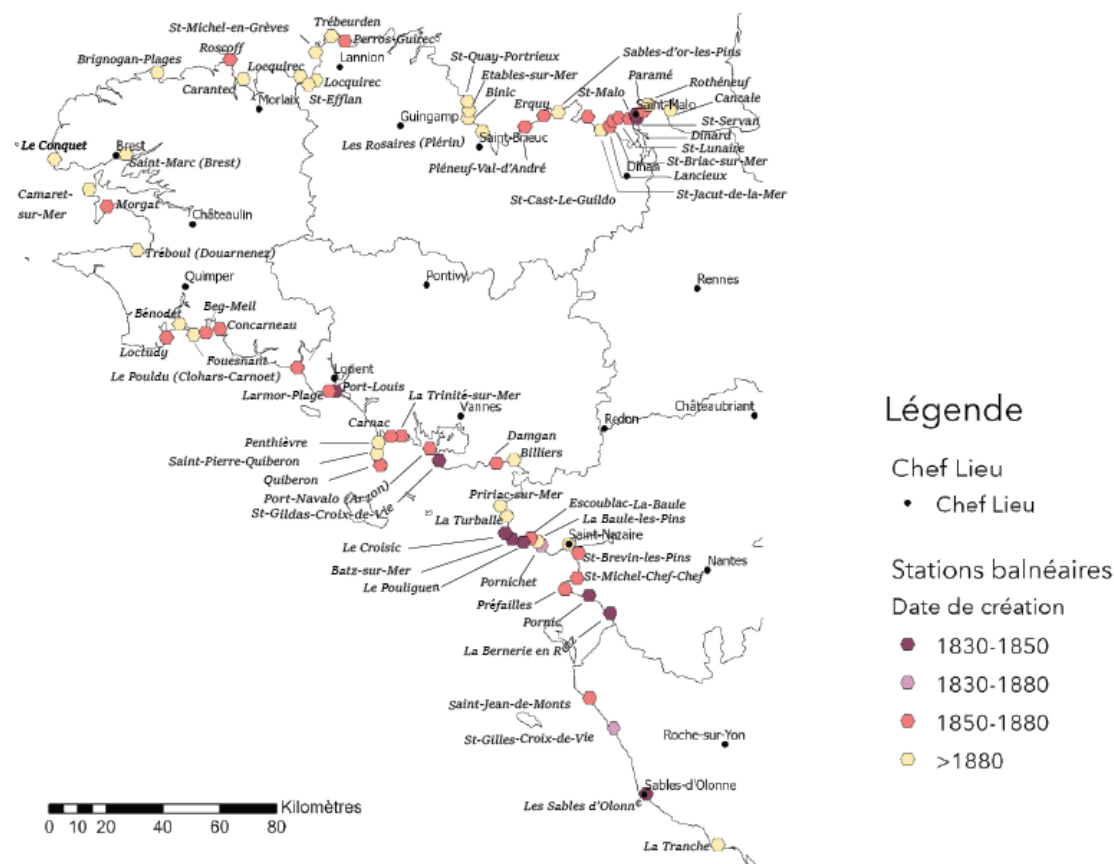 Trébeurden
St-Michel-en-Grèves
Perros-Guirec
Roscoff
St-Quay-Portrieux
Sables-d'or-les-Pins
Lannion
Brignogan-Plages
Locquirec
Etables-sur-Mer
Paramé
Rothéneuf
Carantec
Locquirec
Binic
St-Malo
Saint-Malo
Cancale
St-Efflan
Morlaix
Erquy
Guingamp
St-Servan
Les Rosaires (Plérin)
Saint-Brieuc
Dinard
Le Conquet
Brest
St-Lunaire
Saint-Marc (Brest)
Pléneuf-Val-d'André
St-Briac-sur-Mer
Dinan
Lancieux
Camaret-
sur-Mer
Morgat
St-Cast-Le-Guildo
St-Jacut-de-la-Mer
Châteaulin
Tréboul (Douarnenez)
Quimper
Pontivy
Rennes
Bénodet
Beg-Meil
Concarneau
Loctudy
Fouesnant
Le Pouldu (Clohars-Carnoet)
Lorient
Larmor-Plage
Port-Louis
La Trinité-sur-Mer
Vannes
Châteaubriant
Carnac
Redon
Penthièvre
Damgan
Saint-Pierre-Quiberon
Billiers
Quiberon
Port-Navalo (Arzon)
St-Gildas-Croix-de-Vie
Pririac-sur-Mer
Escoublac-La-Baule
La Turballe
La Baule-les-Pins
Saint-Nazaire
Le Croisic
St-Brevin-les-Pins
Batz-sur-Mer
Nantes
Le Pouliguen
Pornichet
St-Michel-Chef-Chef
Préfailles
Pornic
La Bernerie en Retz
Saint-Jean-de-Monts
St-Gilles-Croix-de-Vie
Roche-sur-Yon
Sables-d'Olonne
Les Sables d'Olonne
La Tranche
Kilomètres
0 10 20 40 60 80
Légende
Chef Lieu
Chef Lieu
Stations balnéaires
Date de création
1830-1850
1830-1880
1850-1880
>1880